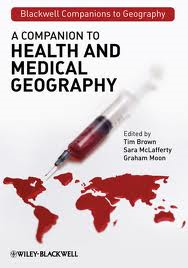 Blackwell Companions to Geography
A COMPANION TO
HEALTH AND
MEDICAL
GEOGRAPHY
Edited by
Tim Brown
Sara McLafferty
Graham Moon
WILEY-BLACKWELL